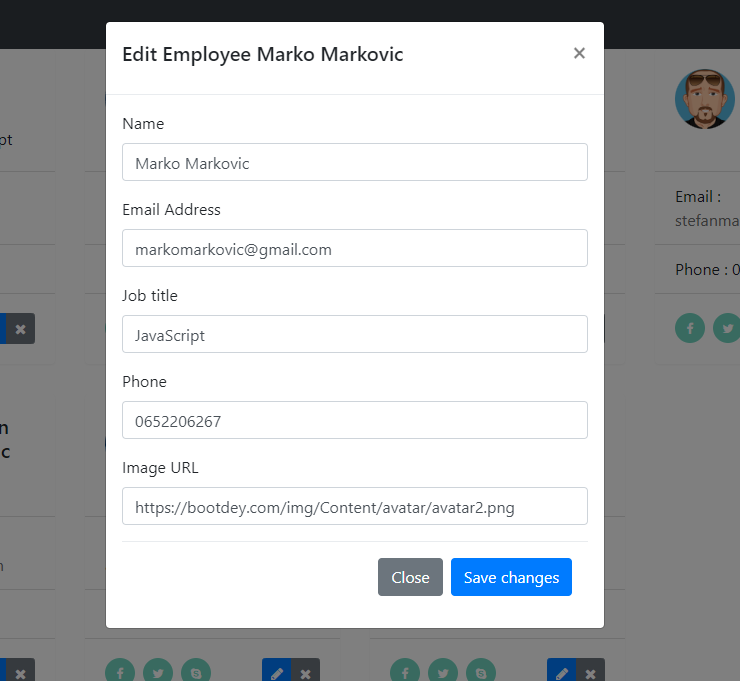 Edit Employee Marko Markovic
×
Name
Marko Markovic
Email Address
markomarkovic@gmail.com
Job title
JavaScript
Phone
0652206267
Image URL
https://bootdey.com/img/Content/avatar/avatar2.png
Close Save changes
pt
n
c
Email :
stefanma
Phone : 0